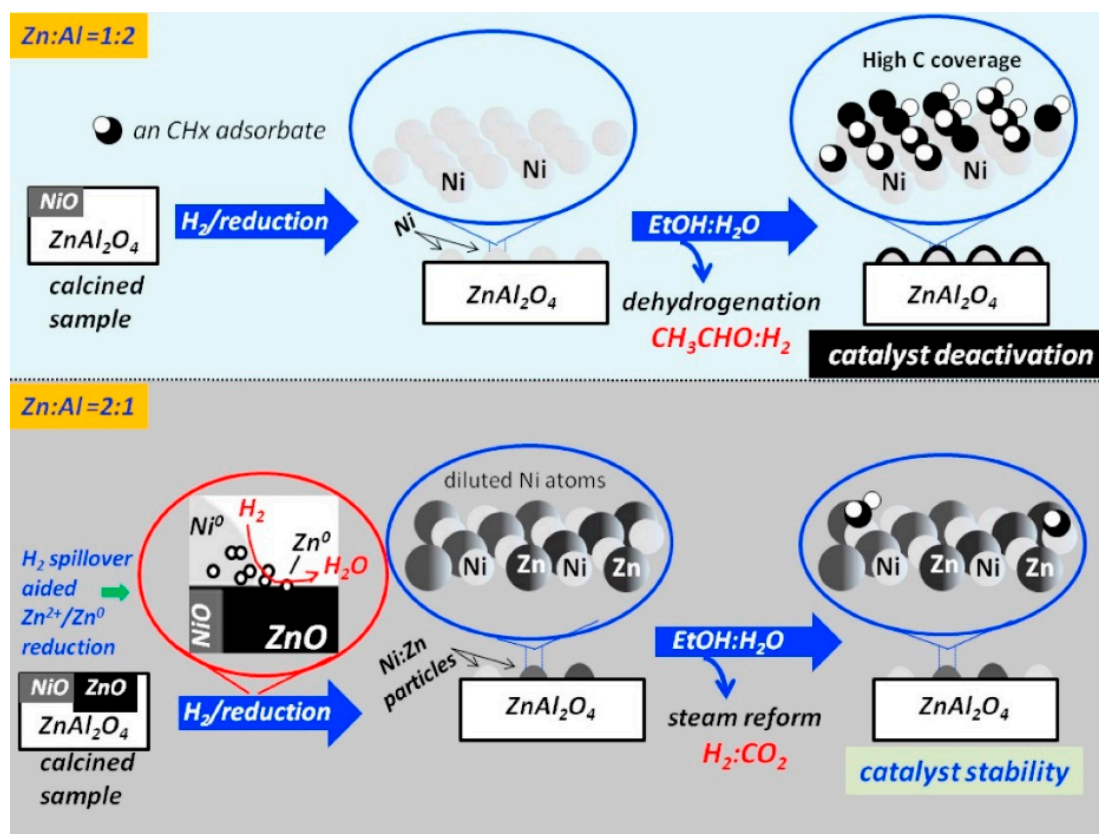 Zn:Al=1:2
an CHx adsorbate
NiO
ZnAl₂O₄
calcined
sample
H₂/reduction
Ni
Ni
Ni
ZnAl₂O₄
EtOH:H₂O
dehydrogenation
CH₃CHO:H₂
High C coverage
Ni
Ni
ZnAl₂O₄
catalyst deactivation
Zn:Al=2:1
H₂ spillover
aided
Zn²⁺/Zn⁰
reduction
NiO
ZnO
ZnAl₂O₄
calcined
sample
Ni⁰
H₂
Zn⁰
H₂O
NiO
ZnO
H₂/reduction
diluted Ni atoms
Ni
Zn
Ni
Zn
Ni:Zn
particles
ZnAl₂O₄
EtOH:H₂O
steam reform
H₂:CO₂
Ni
Zn
Ni
Zn
ZnAl₂O₄
catalyst stability